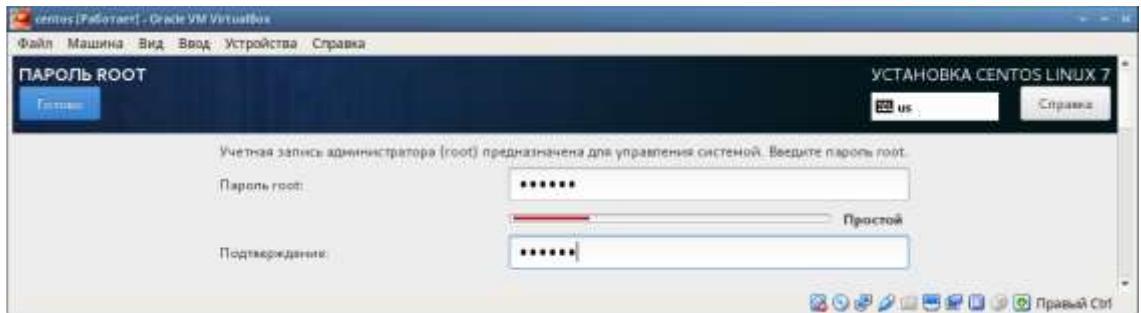 centos [Работает] - Oracle VM VirtualBox
Файл Машина Вид Ввод Устройства Справка
ПАРОЛЬ ROOT
УСТАНОВКА CENTOS LINUX 7
Готово
us
Справка
Учетная запись администратора (root) предназначена для управления системой. Введите пароль root.
Пароль root:
••••••
Простой
Подтверждение:
••••••
Правый Ctrl